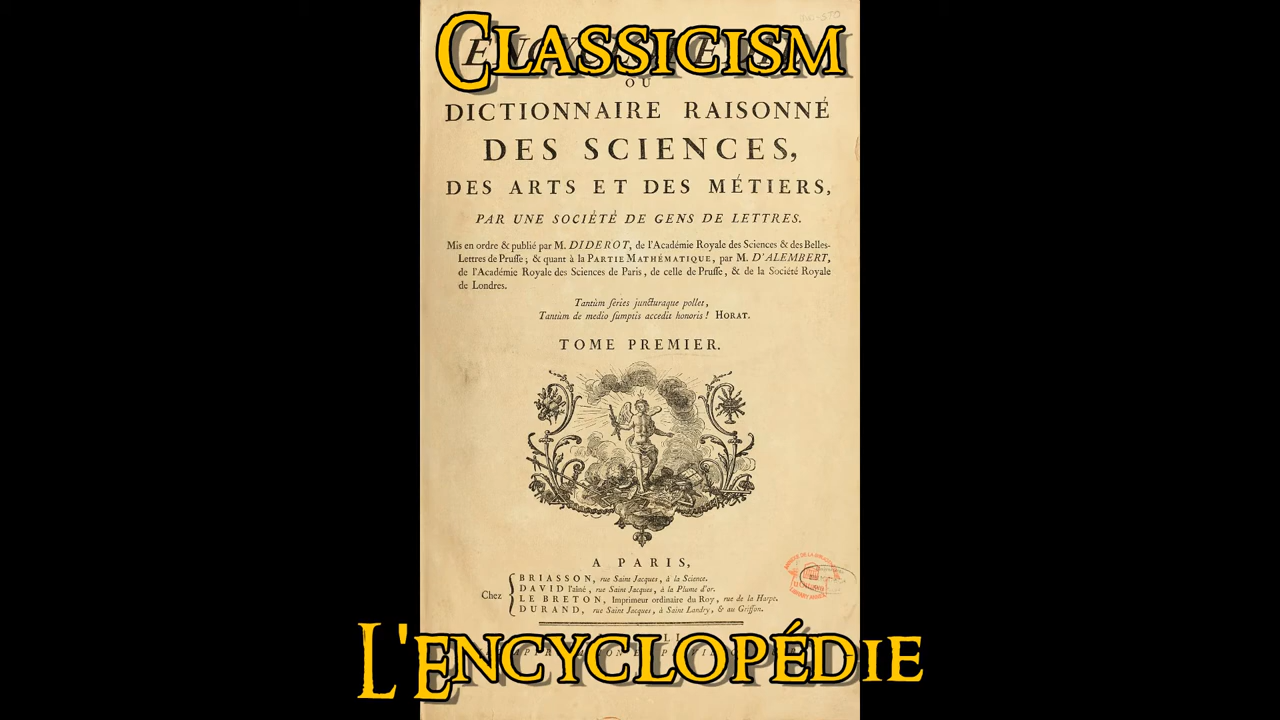 Classicism
OU
DICTIONNAIRE RAISONNÉ
DES SCIENCES,
DES ARTS ET DES MÉTIERS,
PAR UNE SOCIÉTÉ DE GENS DE LETTRES.
Mis en ordre & publié par M. DIDEROT, de l'Académie Royale des Sciences & des Belles-
Lettres de Pruſſe; & quant à la PARTIE MATHÉMATIQUE, par M. D'ALEMBERT,
de l'Académie Royale des Sciences de Paris, de celle de Pruſſe, & de la Société Royale
de Londres.
Tantùm ſeries juncturaque pollet,
Tantùm de medio ſumptis accedit honoris! HORAT.
TOME PREMIER.
A PARIS,
Chez
BRIASSON, rue Saint Jacques, à la Science.
DAVID l'aîné, rue Saint Jacques, à la Plume d'or.
LE BRETON, Imprimeur ordinaire du Roy, rue de la Harpe.
DURAND, rue Saint Jacques, à Saint Landry, & au Griffon.
L'Encyclopédie